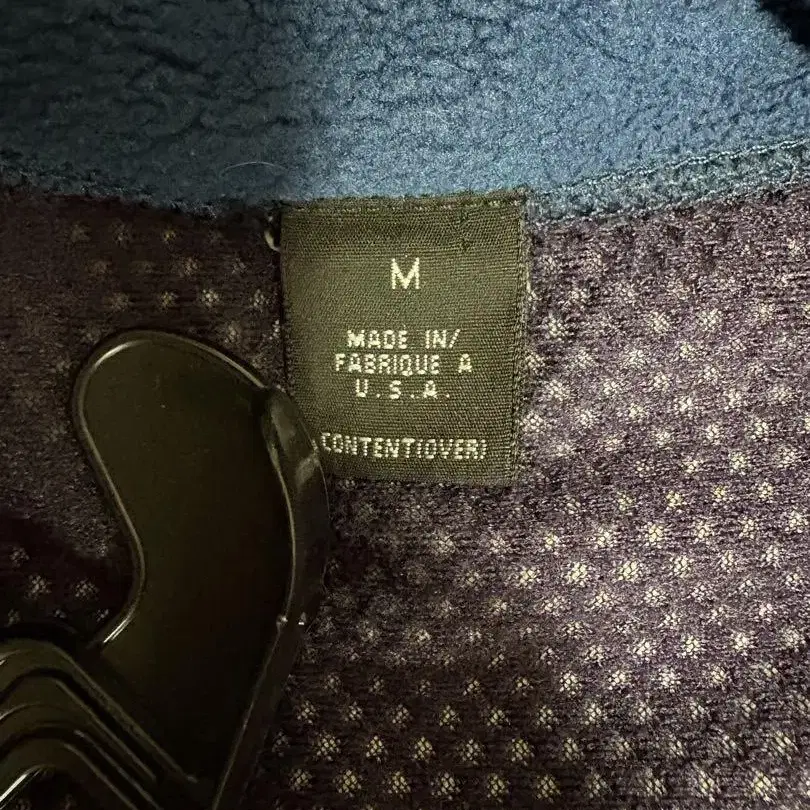 M
MADE IN/
FABRIQUE A
U.S.A.
CONTENT(OVER)